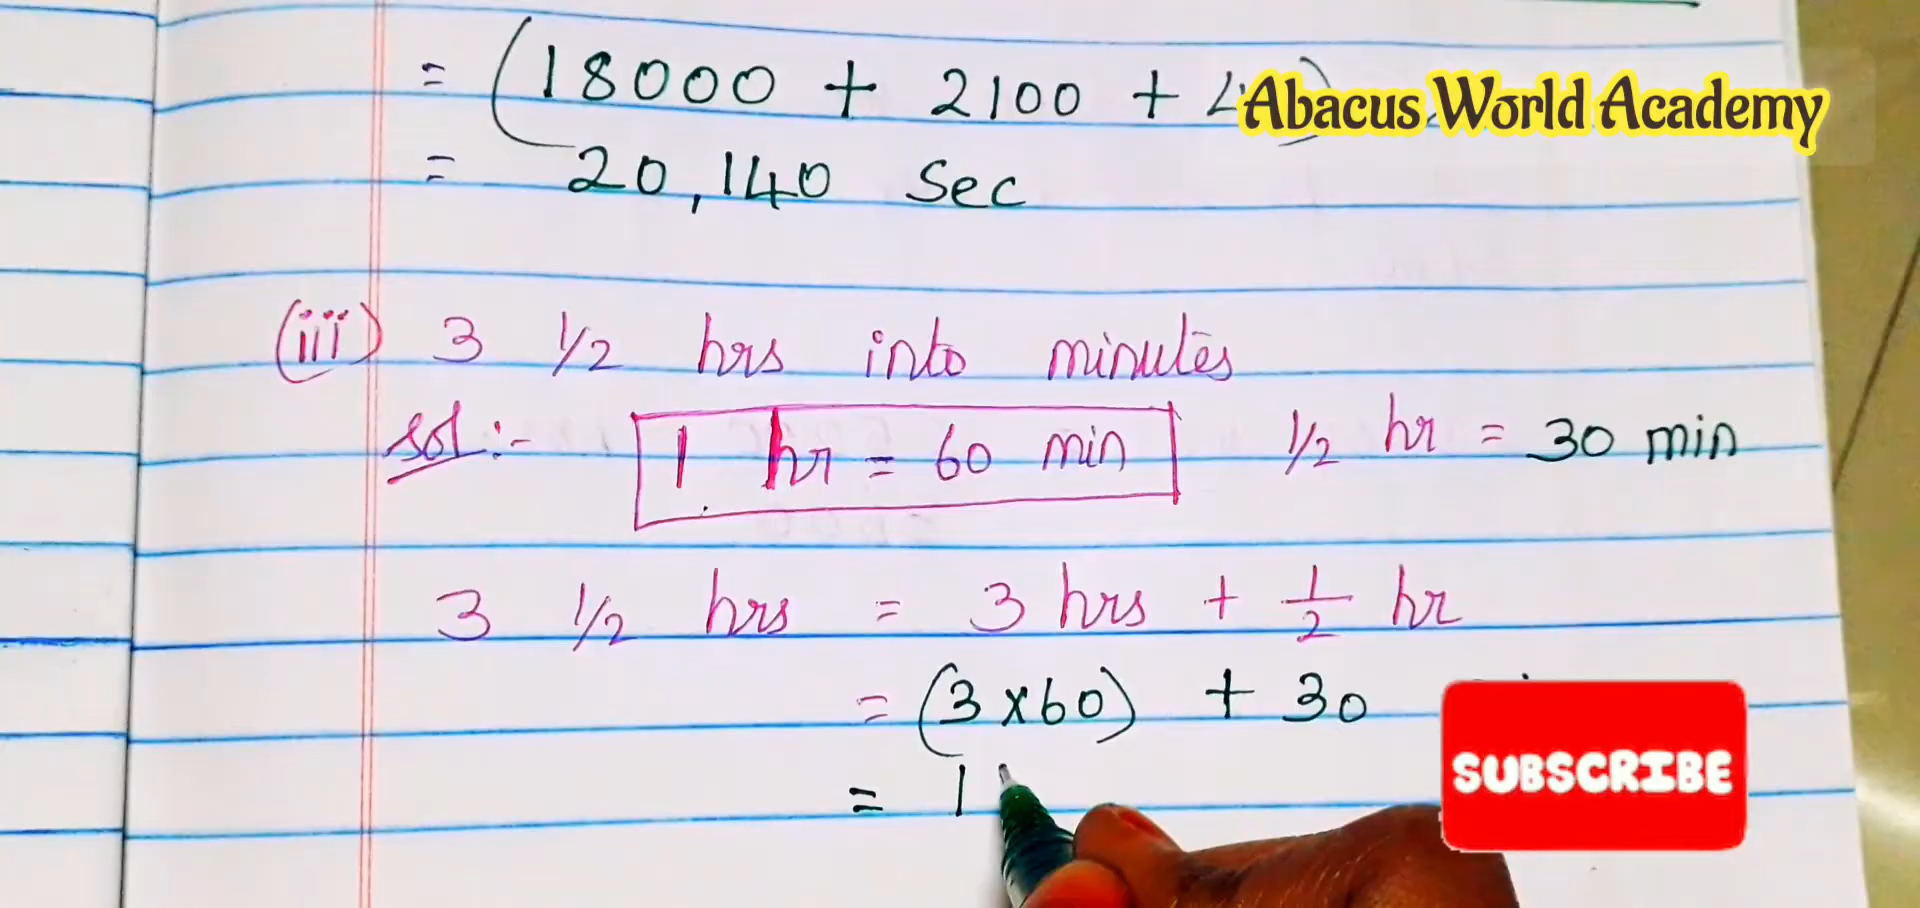 = (18000 + 2100 + 4
Abacus World Academy
= 20,140 Sec
(iii) 3 1/2 hrs into minutes
Sol:- 1 hr = 60 min 1/2 hr = 30 min
3 1/2 hrs = 3 hrs + 1/2 hr
= (3 x 60) + 30
SUBSCRIBE
= 1